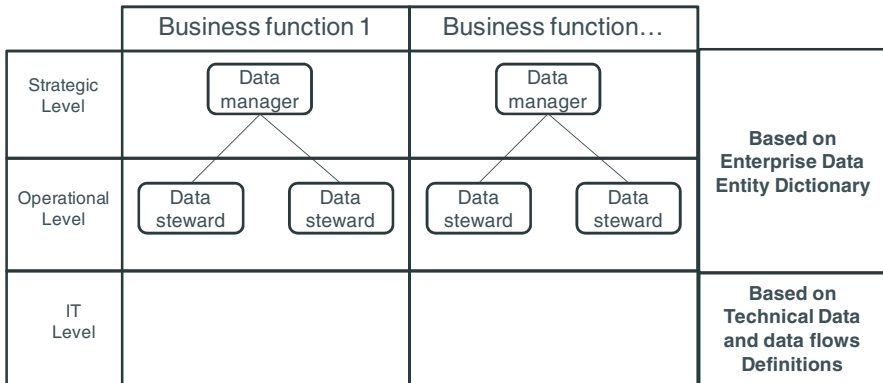 Business function 1
Business function…
Strategic
Level
Data
manager
Data
manager
Based on
Enterprise Data
Entity Dictionary
Operational
Level
Data
steward
Data
steward
Data
steward
Data
steward
IT
Level
Based on
Technical Data
and data flows
Definitions